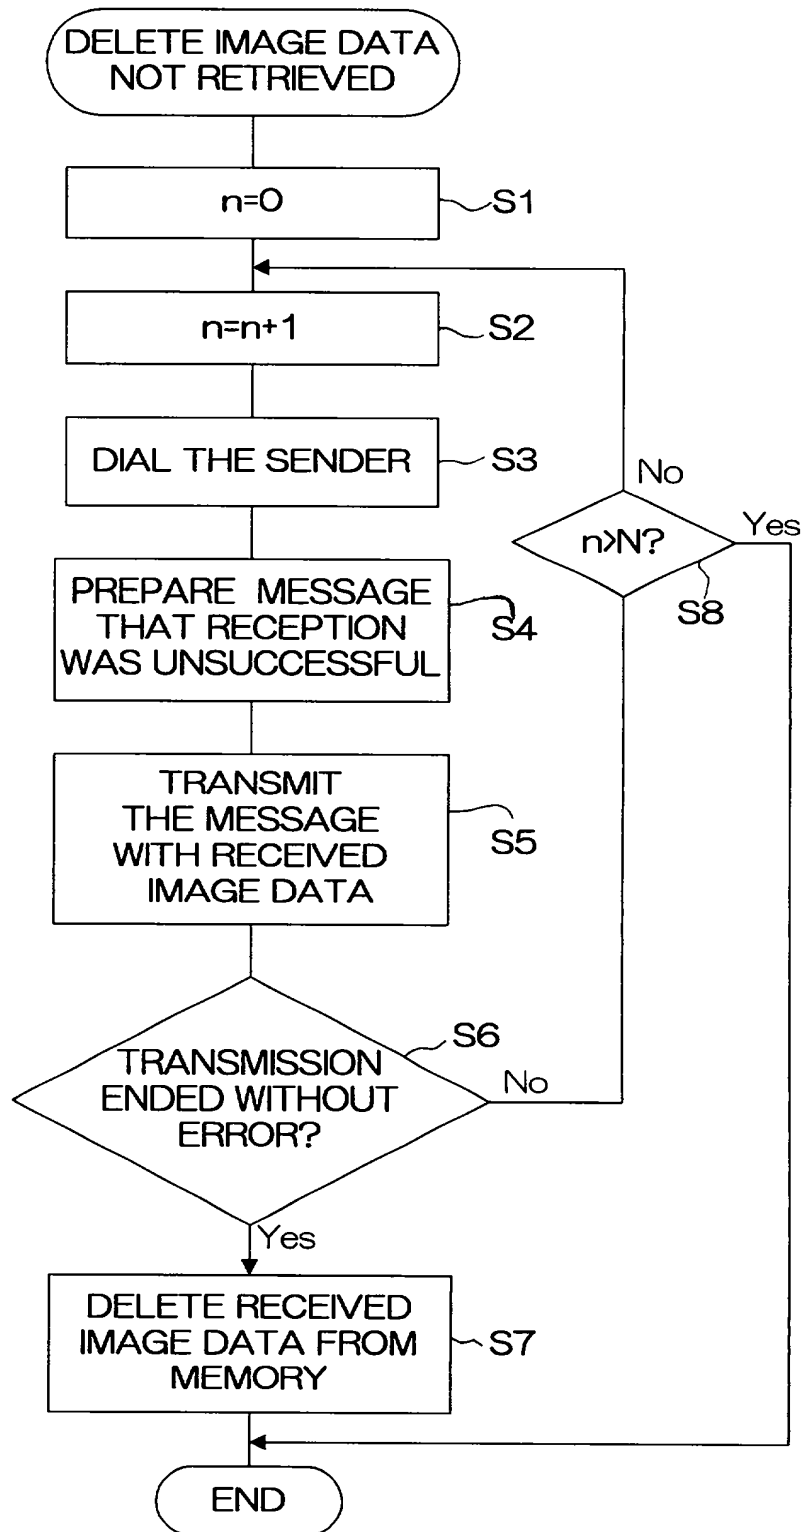 DELETE IMAGE DATA
NOT RETRIEVED
n=0
S1
n=n+1
S2
DIAL THE SENDER
S3
No
n>N?
Yes
S8
PREPARE MESSAGE
THAT RECEPTION
WAS UNSUCCESSFUL
S4
TRANSMIT
THE MESSAGE
WITH RECEIVED
IMAGE DATA
S5
TRANSMISSION
ENDED WITHOUT
ERROR?
S6
No
Yes
DELETE RECEIVED
IMAGE DATA FROM
MEMORY
S7
END